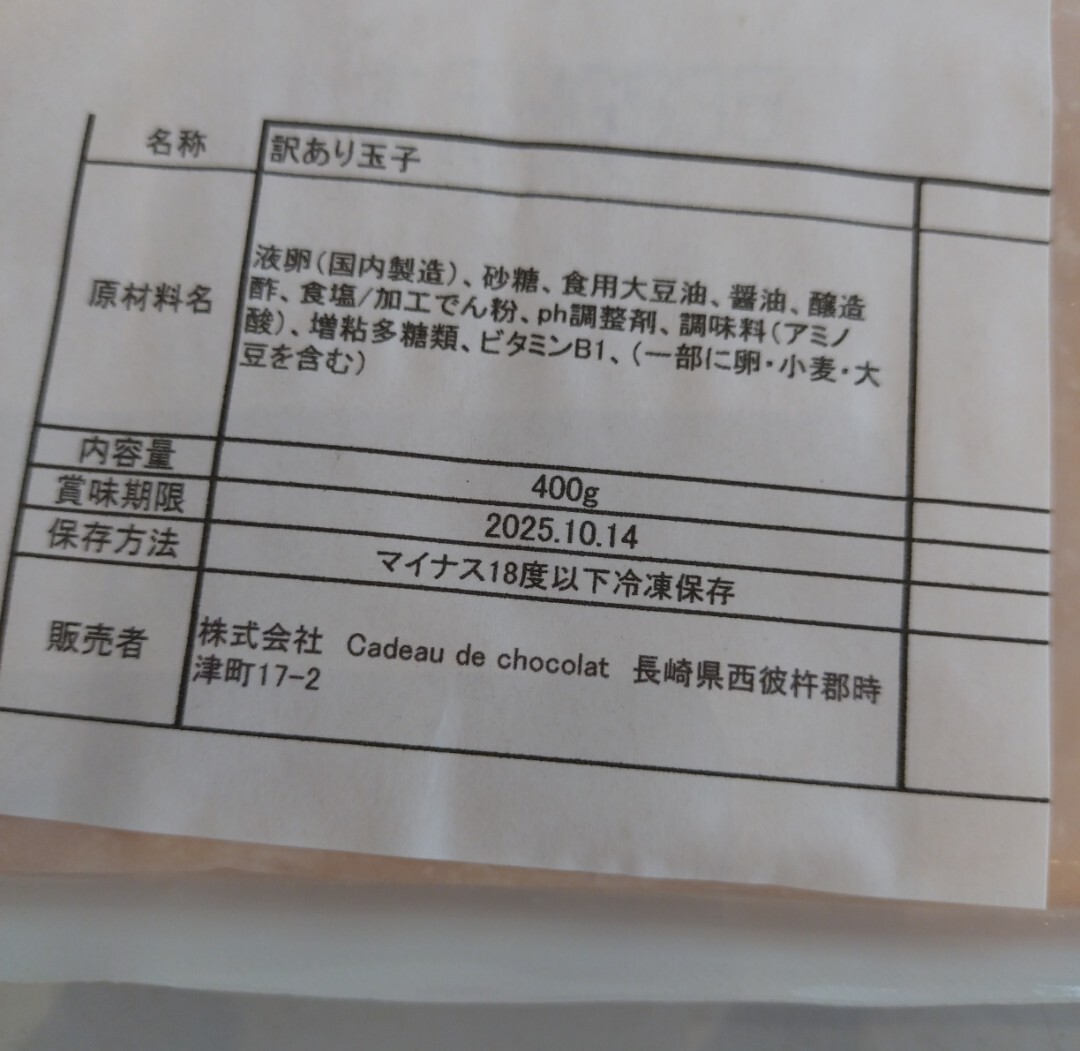 名称
訳あり玉子
原材料名
液卵(国内製造)、砂糖、食用大豆油、醤油、醸造
酢、食塩/加工でん粉、ph調整剤、調味料(アミノ
酸)、増粘多糖類、ビタミンB1、(一部に卵・小麦・大
豆を含む)
内容量
400g
賞味期限
2025.10.14
保存方法
マイナス18度以下冷凍保存
販売者
株式会社 Cadeau de chocolat 長崎県西彼杵郡時
津町17-2